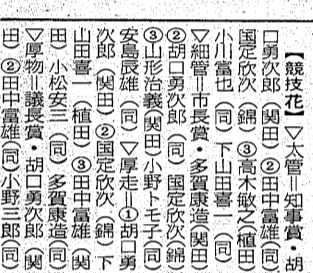 【競技花】▽太管＝知事賞・胡
口勇次郎（関田）②田中富雄（同）
国定欣次（錦）③高木敏之（植田）
小川富也（同）下山田喜一（同）
▽細管＝市長賞・多賀康造（関田）
②胡口勇次郎（同）国定欣次（錦）
③山形治義（関田）小野トモ子（同）
安島辰雄（同）▽厚走＝①胡口勇
次郎（関田）②国定欣次（錦）下
山田喜一（植田）③田中富雄（関
田）小松安三（同）多賀康造（同）
▽厚物＝議長賞・胡口勇次郎（関
田）②田中富雄（同）小野三郎（同）